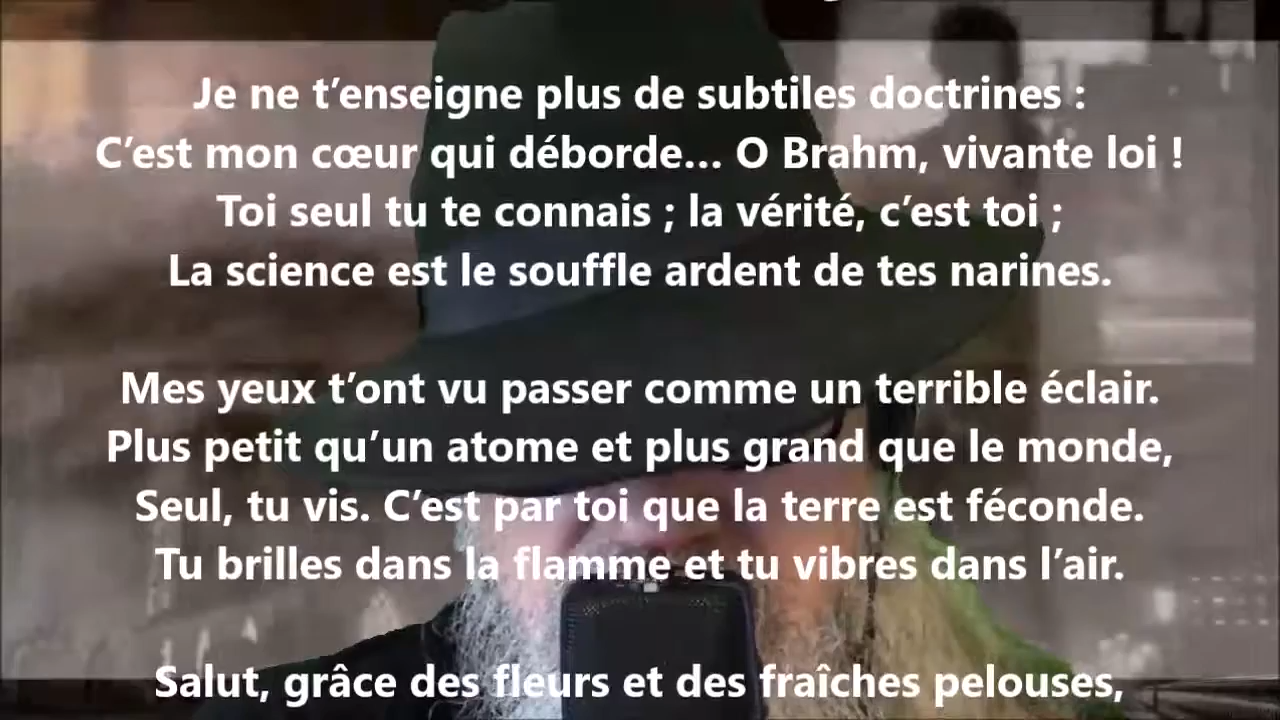 Je ne t’enseigne plus de subtiles doctrines :
C’est mon cœur qui déborde… O Brahm, vivante loi !
Toi seul tu te connais ; la vérité, c’est toi ;
La science est le souffle ardent de tes narines.
Mes yeux t’ont vu passer comme un terrible éclair.
Plus petit qu’un atome et plus grand que le monde,
Seul, tu vis. C’est par toi que la terre est féconde.
Tu brilles dans la flamme et tu vibres dans l’air.
Salut, grâce des fleurs et des fraîches pelouses,